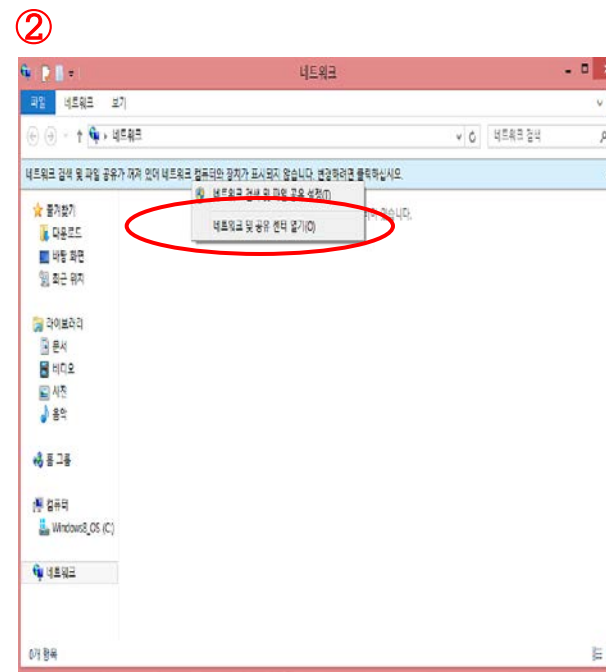 ②
네트워크
파일 네트워크 보기
네트워크
네트워크 검색
네트워크 검색 및 파일 공유가 꺼져 있어 네트워크 컴퓨터와 장치가 표시되지 않습니다. 변경하려면 클릭하십시오.
네트워크 검색 및 파일 공유 설정(T)
네트워크 및 공유 센터 열기(O)
있습니다.
즐겨찾기
다운로드
바탕 화면
최근 위치
라이브러리
문서
비디오
사진
음악
홈 그룹
컴퓨터
Windows8_OS (C:)
네트워크
0개 항목